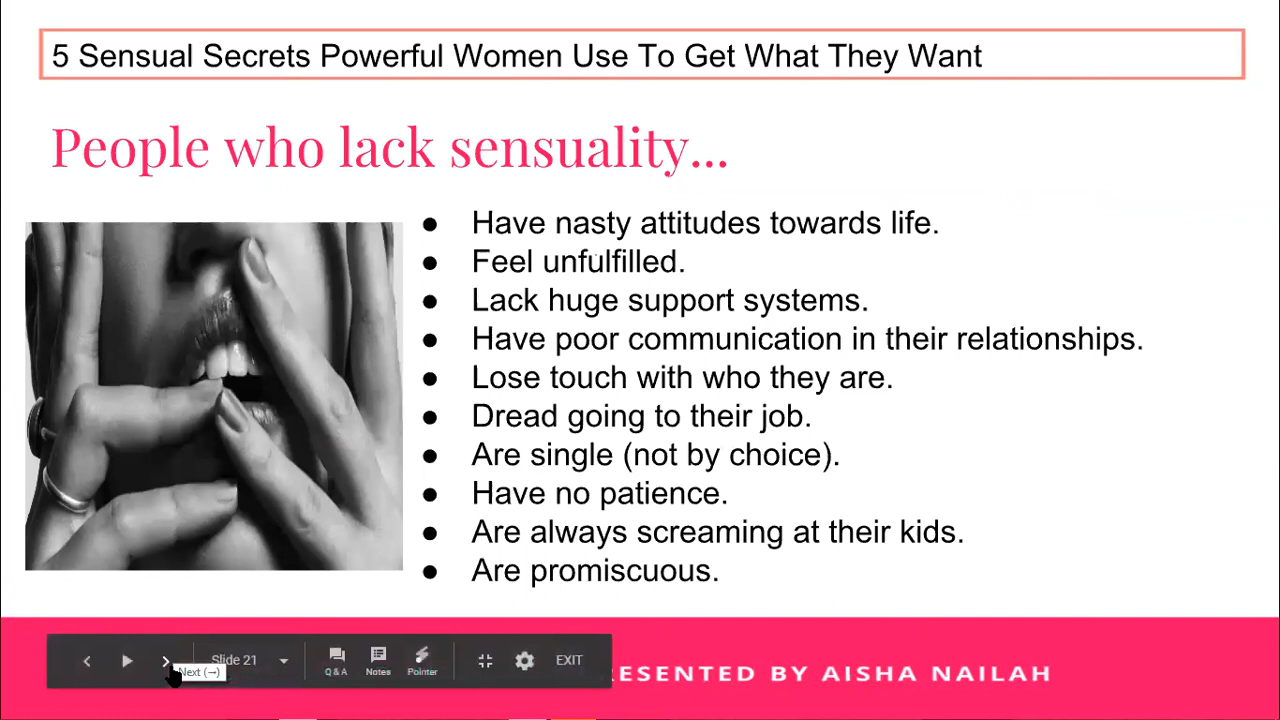 5 Sensual Secrets Powerful Women Use To Get What They Want
People who lack sensuality...
● Have nasty attitudes towards life.
● Feel unfulfilled.
● Lack huge support systems.
● Have poor communication in their relationships.
● Lose touch with who they are.
● Dread going to their job.
● Are single (not by choice).
● Have no patience.
● Are always screaming at their kids.
● Are promiscuous.
Slide 21
Q&A Notes Pointer
EXIT
Next (→)
RESENTED BY AISHA NAILAH